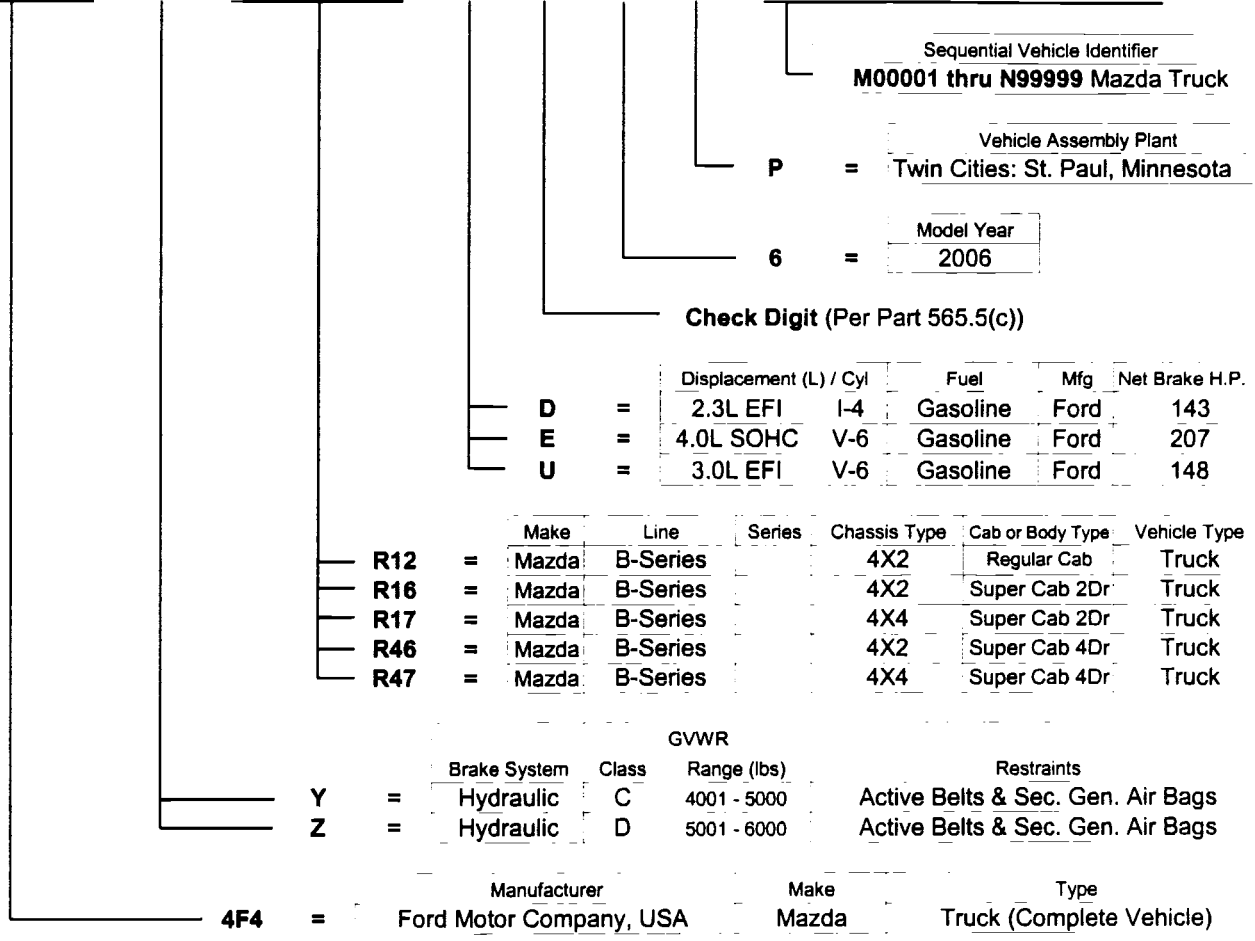 Sequential Vehicle Identifier
M00001 thru N99999 Mazda Truck
Vehicle Assembly Plant
P = Twin Cities: St. Paul, Minnesota
Model Year
6 = 2006
Check Digit (Per Part 565.5(c))
Displacement (L) / Cyl Fuel Mfg Net Brake H.P.
D = 2.3L EFI I-4 Gasoline Ford 143
E = 4.0L SOHC V-6 Gasoline Ford 207
U = 3.0L EFI V-6 Gasoline Ford 148
Make Line Series Chassis Type Cab or Body Type Vehicle Type
R12 = Mazda B-Series 4X2 Regular Cab Truck
R16 = Mazda B-Series 4X2 Super Cab 2Dr Truck
R17 = Mazda B-Series 4X4 Super Cab 2Dr Truck
R46 = Mazda B-Series 4X2 Super Cab 4Dr Truck
R47 = Mazda B-Series 4X4 Super Cab 4Dr Truck
GVWR
Brake System Class Range (lbs) Restraints
Y = Hydraulic C 4001 - 5000 Active Belts & Sec. Gen. Air Bags
Z = Hydraulic D 5001 - 6000 Active Belts & Sec. Gen. Air Bags
Manufacturer Make Type
4F4 = Ford Motor Company, USA Mazda Truck (Complete Vehicle)